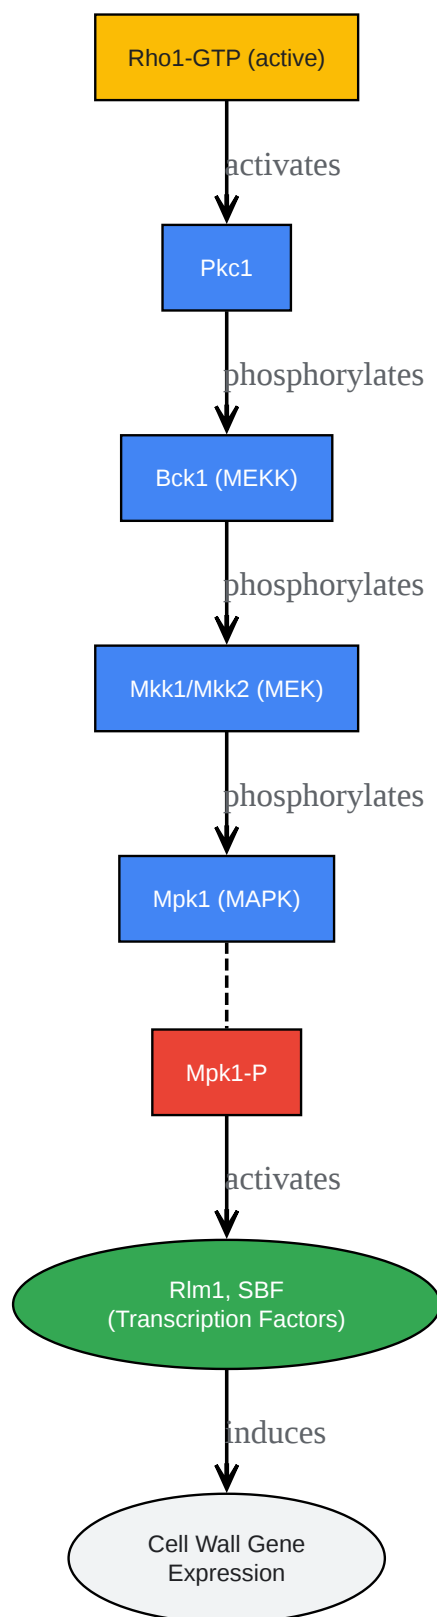 Rho1-GTP (active)
activates
Pkc1
phosphorylates
Bck1 (MEKK)
phosphorylates
Mkk1/Mkk2 (MEK)
phosphorylates
Mpk1 (MAPK)
Mpk1-P
activates
Rlm1, SBF
(Transcription Factors)
induces
Cell Wall Gene
Expression